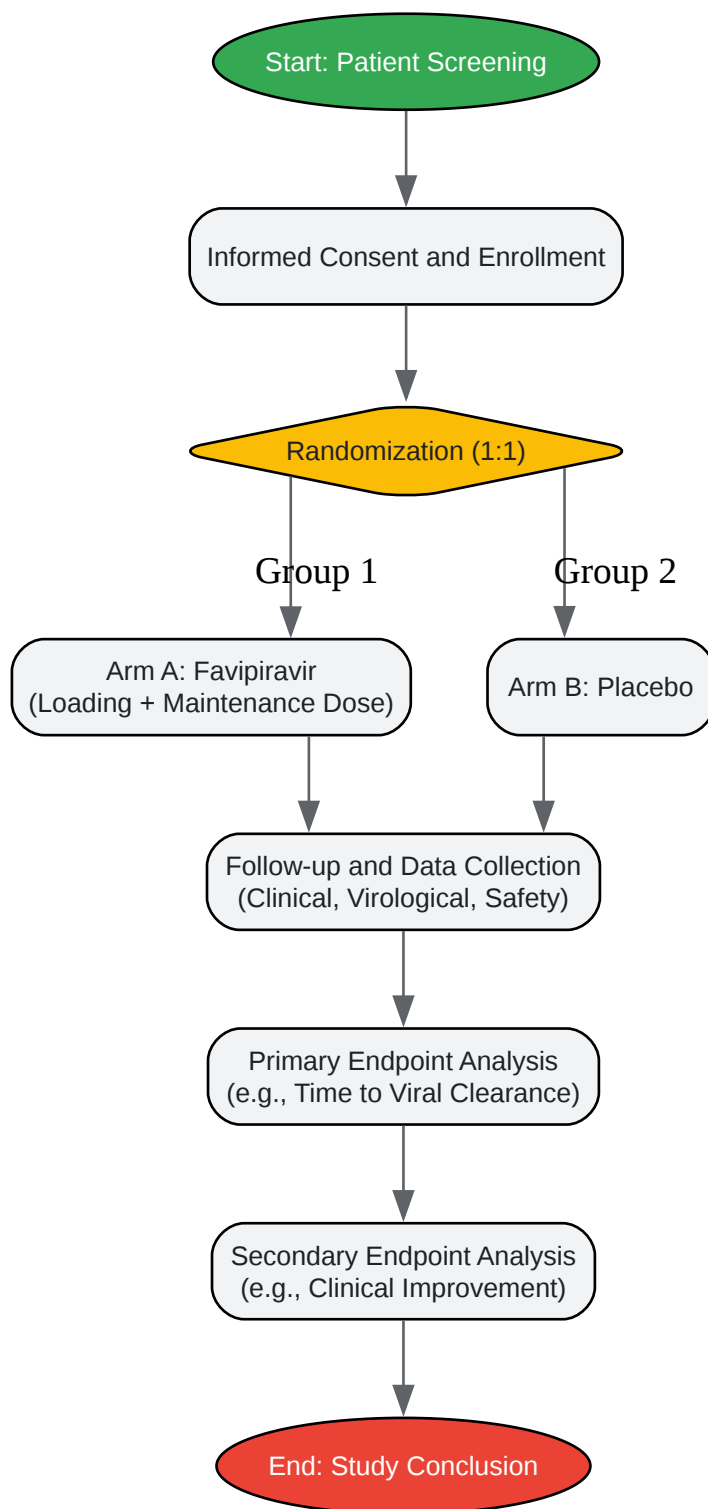 Start: Patient Screening
Informed Consent and Enrollment
Randomization (1:1)
Group 1
Group 2
Arm A: Favipiravir
(Loading + Maintenance Dose)
Arm B: Placebo
Follow-up and Data Collection
(Clinical, Virological, Safety)
Primary Endpoint Analysis
(e.g., Time to Viral Clearance)
Secondary Endpoint Analysis
(e.g., Clinical Improvement)
End: Study Conclusion